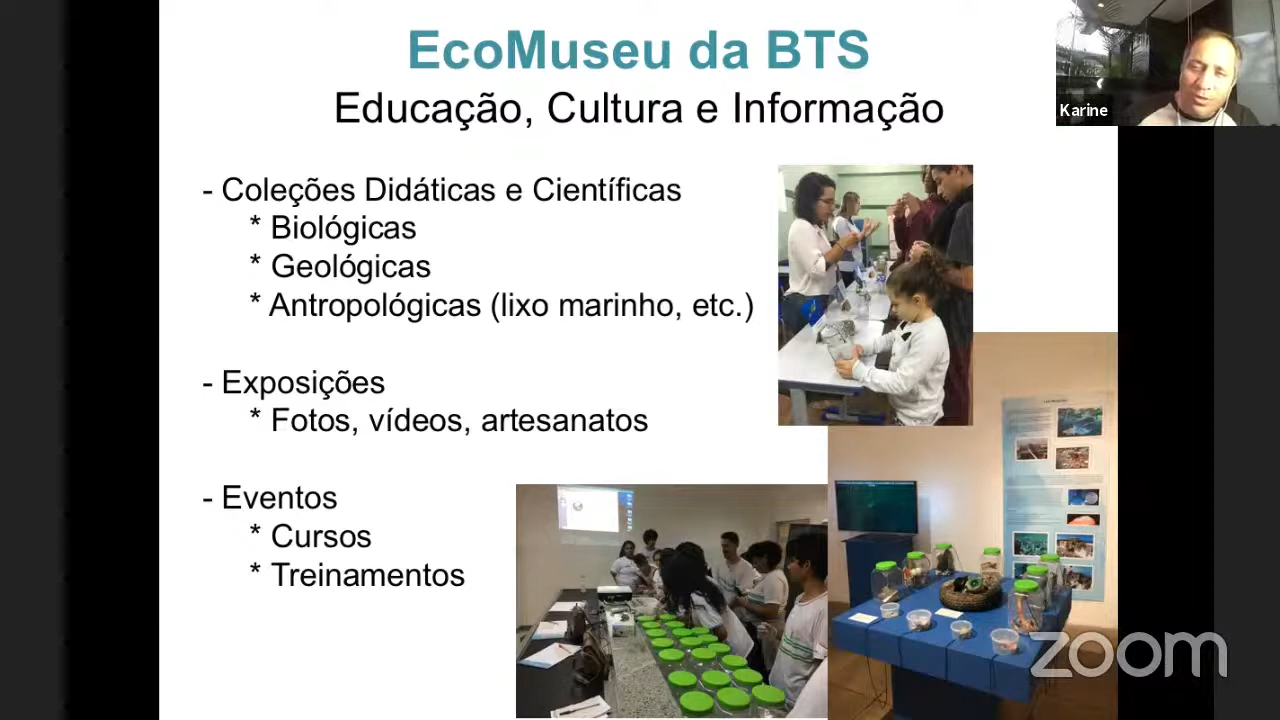 EcoMuseu da BTS
Educação, Cultura e Informação
Karine
- Coleções Didáticas e Científicas
* Biológicas
* Geológicas
* Antropológicas (lixo marinho, etc.)
- Exposições
* Fotos, vídeos, artesanatos
- Eventos
* Cursos
* Treinamentos
zoom